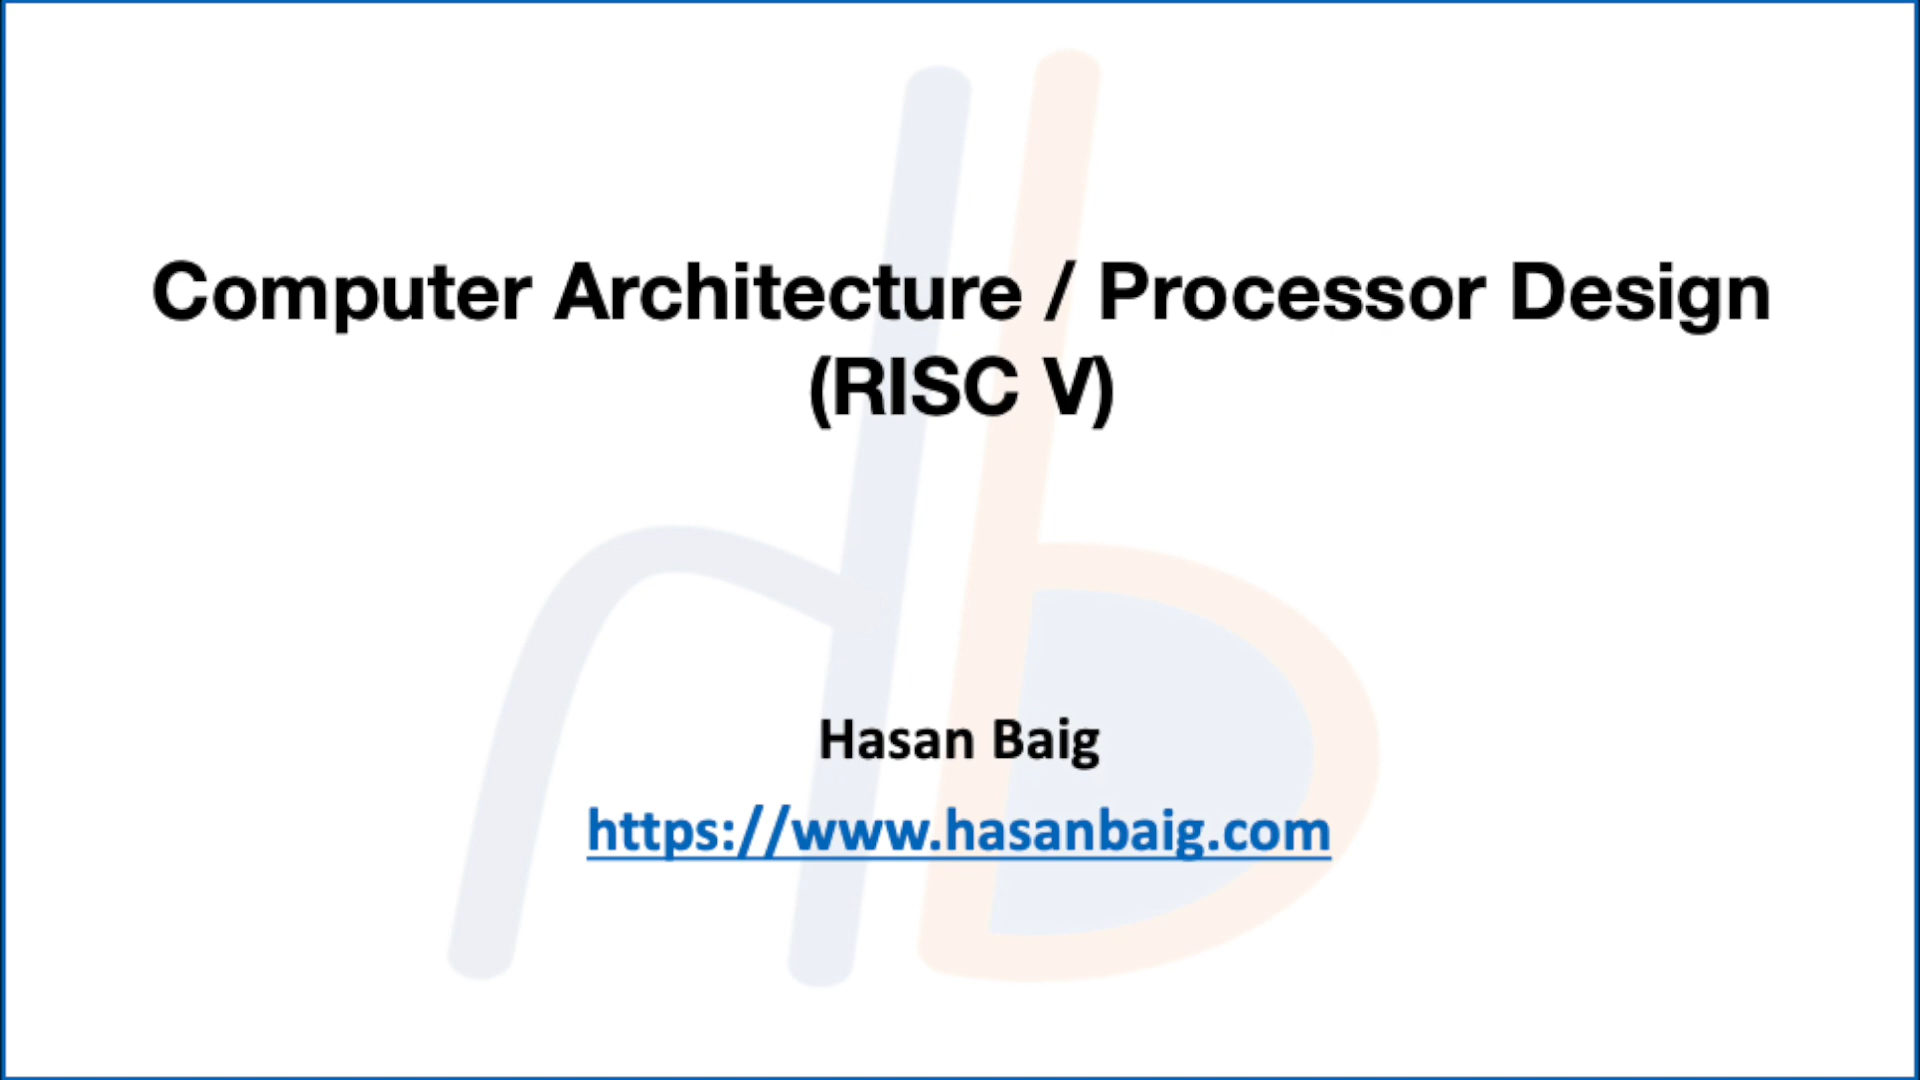 Computer Architecture / Processor Design
(RISC V)
Hasan Baig
https://www.hasanbaig.com